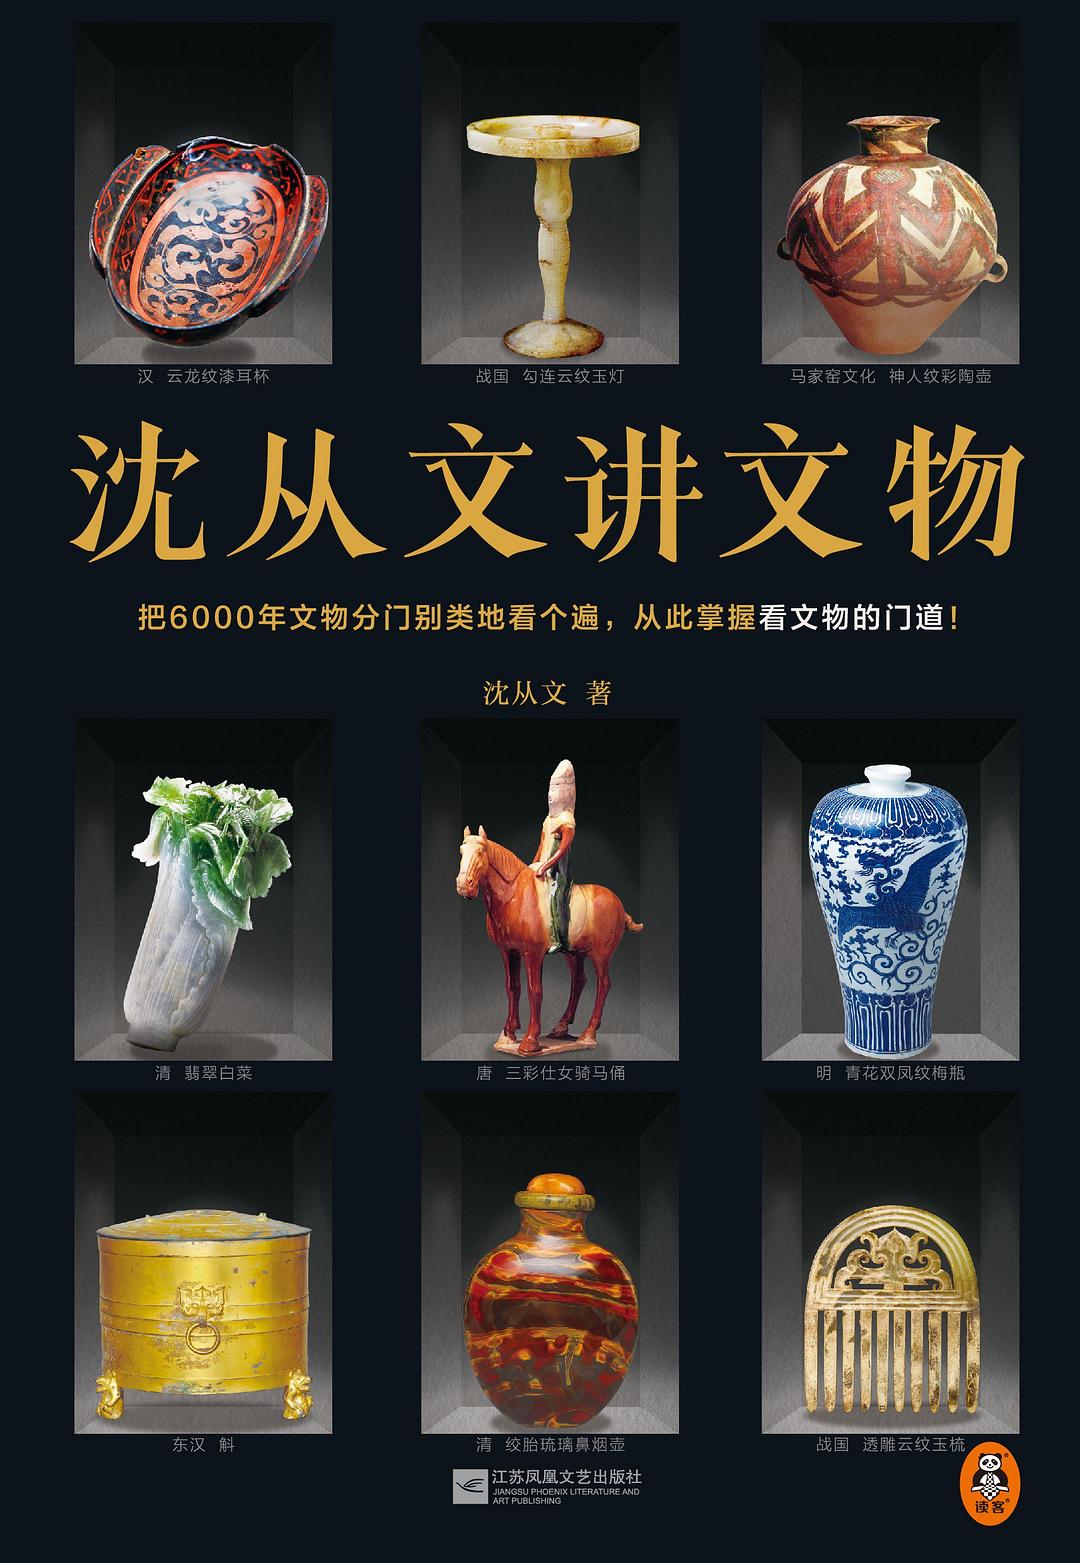 汉 云龙纹漆耳杯
战国 勾连云纹玉灯
马家窑文化 神人纹彩陶壶
沈从文讲文物
把6000年文物分门别类地看个遍，从此掌握看文物的门道！
沈从文 著
清 翡翠白菜
唐 三彩仕女骑马俑
明 青花双凤纹梅瓶
东汉 斛
清 绞胎琉璃鼻烟壶
战国 透雕云纹玉梳
江苏凤凰文艺出版社
JIANGSU PHOENIX LITERATURE AND
ART PUBLISHING
读客®